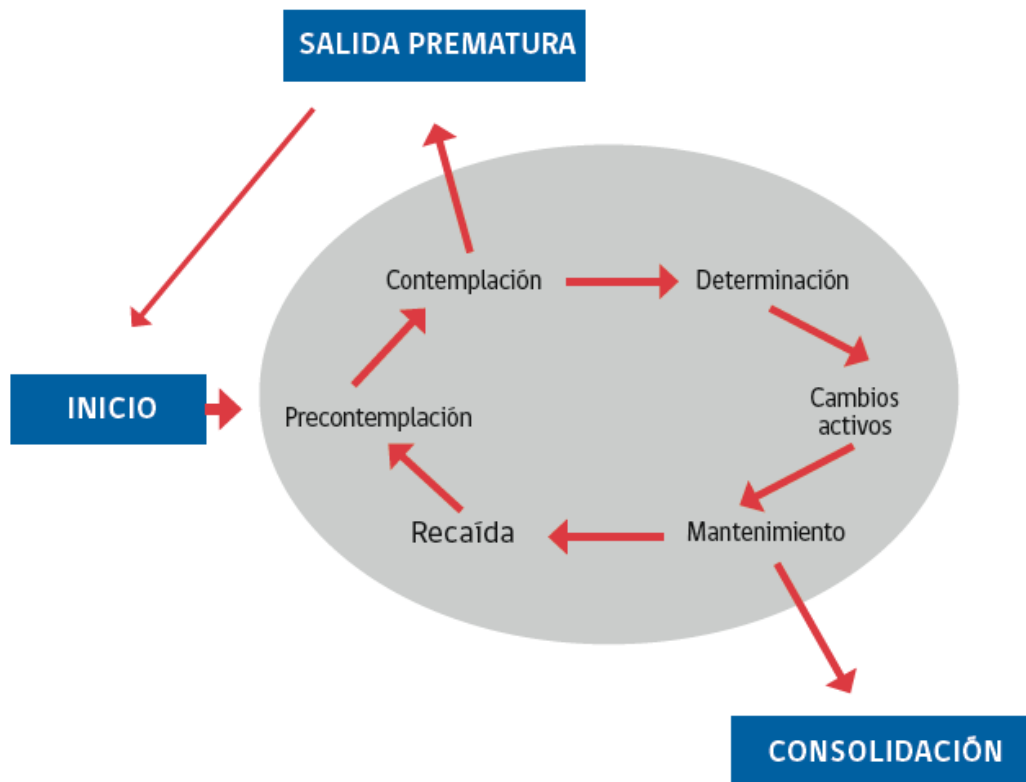 SALIDA PREMATURA
Contemplación
Determinación
INICIO
Precontemplación
Cambios
activos
Recaída
Mantenimiento
CONSOLIDACIÓN